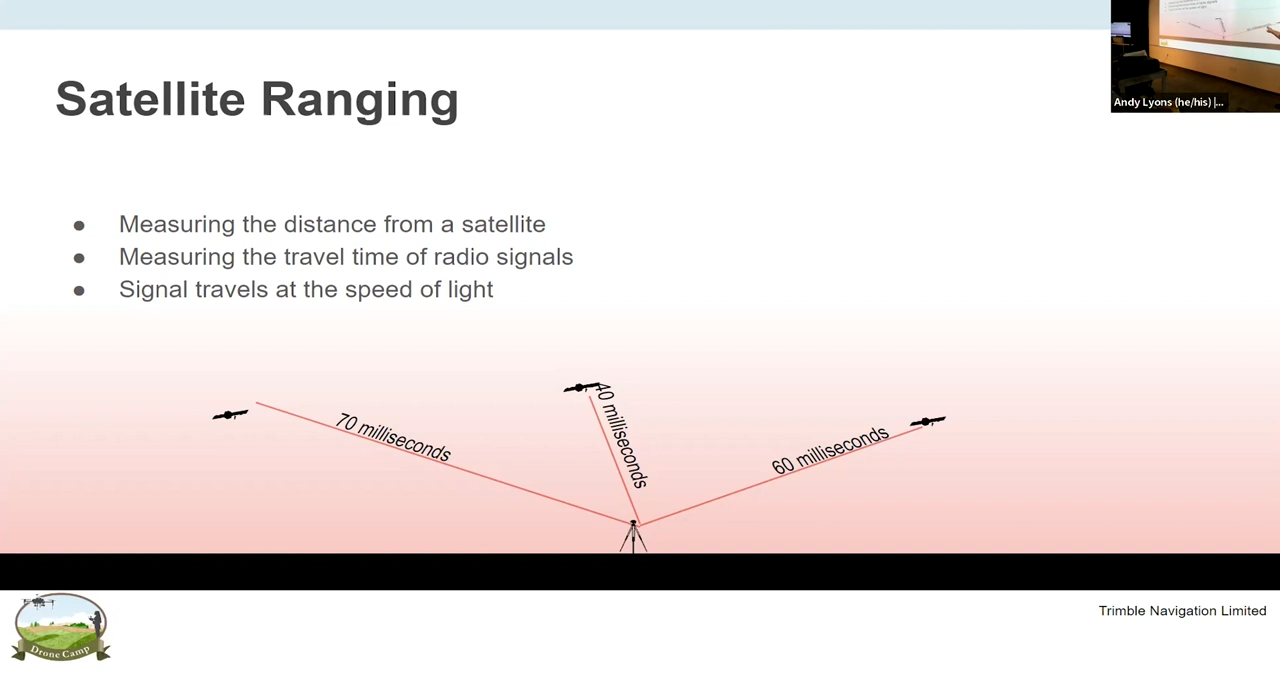 Satellite Ranging
Andy Lyons (he/his) |...
● Measuring the distance from a satellite
● Measuring the travel time of radio signals
● Signal travels at the speed of light
70 milliseconds
40 milliseconds
60 milliseconds
Drone Camp
Trimble Navigation Limited